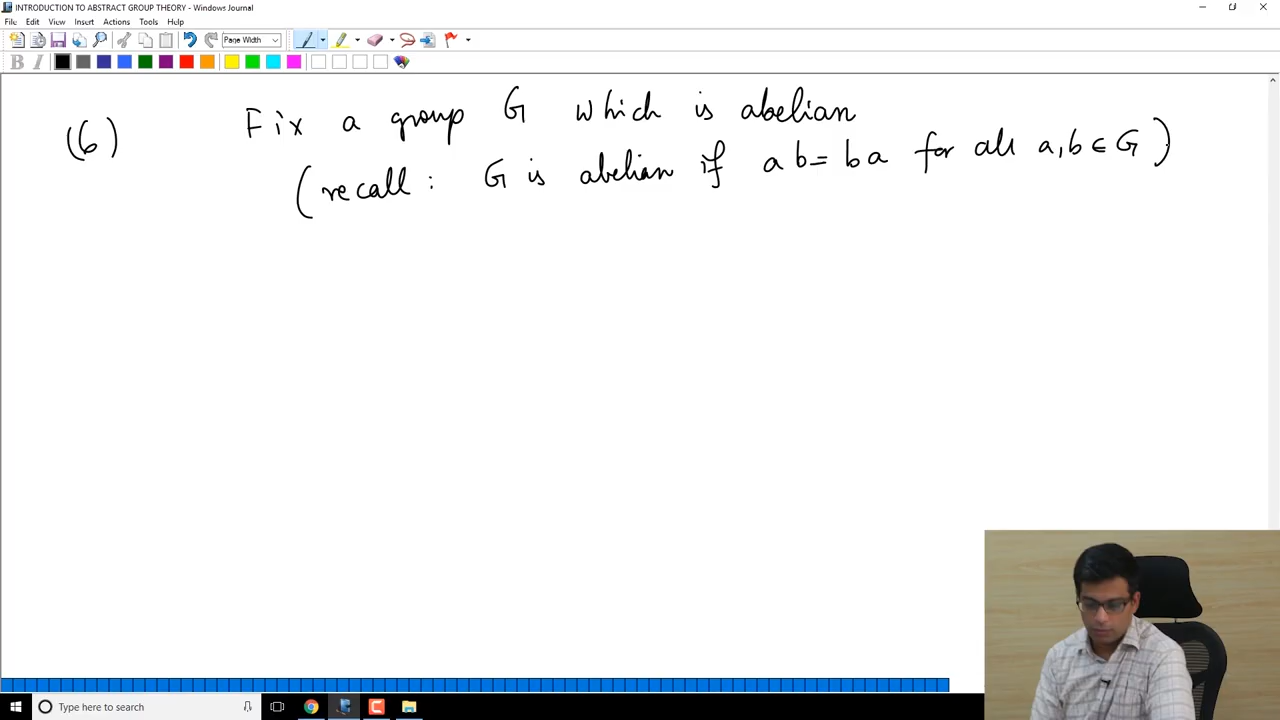 INTRODUCTION TO ABSTRACT GROUP THEORY - Windows Journal
File Edit View Insert Actions Tools Help
Page Width
B I
(6) Fix a group G which is abelian
(recall : G is abelian if ab = ba for all a, b ∈ G)
Type here to search